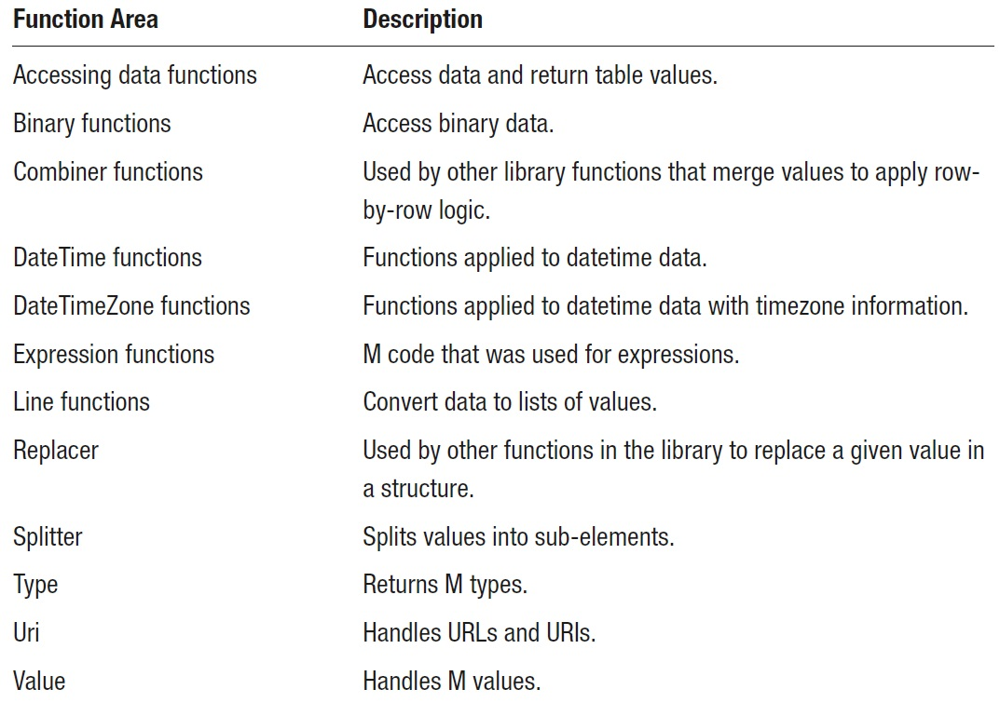 Function Area Description
Accessing data functions Access data and return table values.
Binary functions Access binary data.
Combiner functions Used by other library functions that merge values to apply row-
by-row logic.
DateTime functions Functions applied to datetime data.
DateTimeZone functions Functions applied to datetime data with timezone information.
Expression functions M code that was used for expressions.
Line functions Convert data to lists of values.
Replacer Used by other functions in the library to replace a given value in
a structure.
Splitter Splits values into sub-elements.
Type Returns M types.
Uri Handles URLs and URIs.
Value Handles M values.